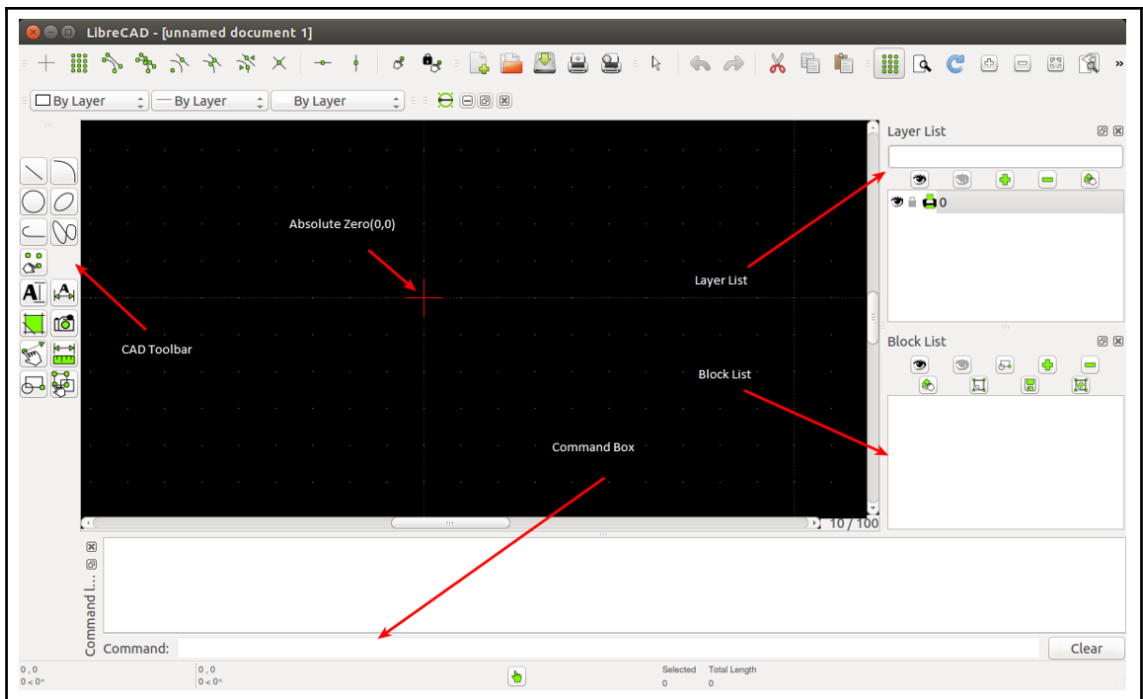 LibreCAD - [unnamed document 1]
»
By Layer
By Layer
By Layer
Layer List
Absolute Zero(0,0)
0
Layer List
CAD Toolbar
Block List
Block List
Command Box
10 / 100
Command l...
Command:
Clear
0 , 0
0 < 0°
0 , 0
0 < 0°
Selected
0
Total Length
0